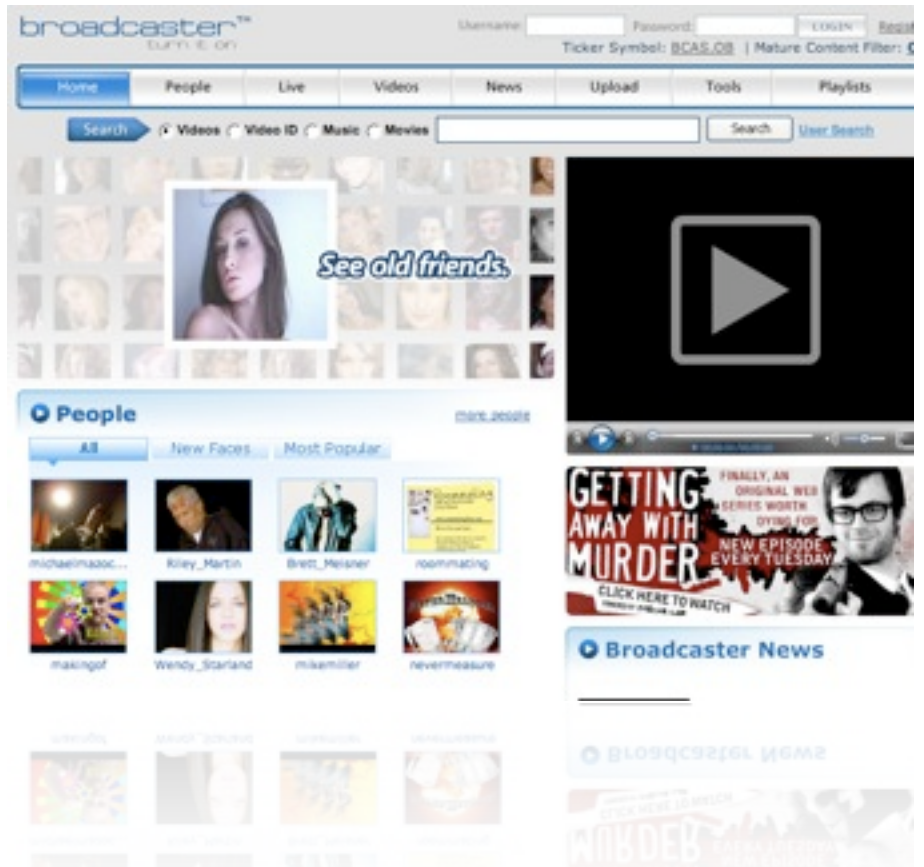 broadcaster™
turn it on
Username: Password: LOGIN
Ticker Symbol: BCAS.OB | Mature Content Filter:
Home People Live Videos News Upload Tools Playlists
Search Videos Video ID Music Movies Search User Search
See old friends.
People more people
All New Faces Most Popular
michaelmazoc... Riley_Martin Brett_Meisner roommating
makingof Wendy_Starland mikemiller nevermeasure
GETTING
AWAY WITH
MURDER
FINALLY, AN
ORIGINAL WEB
SERIES WORTH
DYING FOR
NEW EPISODE
EVERY TUESDAY
CLICK HERE TO WATCH
Broadcaster News